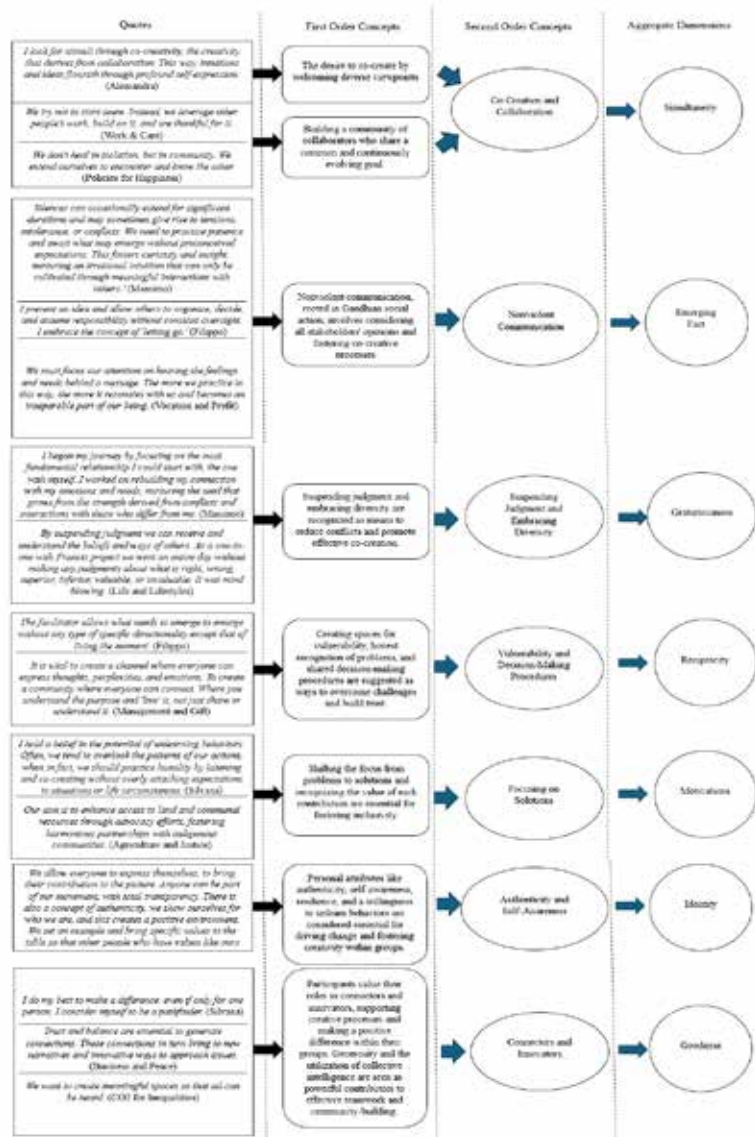 Quotes
First Order Concepts
Second Order Concepts
Aggregate Dimensions
I look for stimuli through co-creativity, the creativity
that derives from collaboration. This way, intuitions
and ideas flourish through profound self-expression.
(Alessandra)
We try not to start anew. Instead, we leverage other
people's work, build on it, and are thankful for it.
(Work & Care)
We don't heal in isolation, but in community. We
extend ourselves to encounter and know the other
(Policies for Happiness)
The desire to co-create by
welcoming diverse viewpoints
Building a community of
collaborators who share a
common and continuously
evolving goal.
Co-Creation and
Collaboration
Simultaneity
Silences can occasionally extend for significant
durations and may sometimes give rise to tensions,
intolerance, or conflicts. We need to practice presence
and await what may emerge without preconceived
expectations. This fosters curiosity and insight,
nurturing an irrational intuition that can only be
cultivated through meaningful interactions with
others." (Massimo)
I present an idea and allow others to organize, decide,
and assume responsibility without constant oversight.
I embrace the concept of 'letting go.' (Filippo)
We must focus our attention on hearing the feelings
and needs behind a message. The more we practice in
this way, the more it resonates with us and becomes an
inseparable part of our being. (Vocation and Profit)
Nonviolent communication,
rooted in Gandhian social
action, involves considering
all stakeholders' opinions and
fostering co-creative
processes
Nonviolent
Communication
Emerging
Fact
I began my journey by focusing on the most
fundamental relationship I could start with, the one
with myself. I worked on rebuilding my connection
with my emotions and needs, nurturing the seed that
grows from the strength derived from conflicts and
interactions with those who differ from me. (Massimo)
By suspending judgment we can receive and
understand the beliefs and ways of others. As a one-to-
one with Francis project we went an entire day without
making any judgments about what is right, wrong,
superior, inferior, valuable, or invaluable. It was mind
blowing. (Life and Lifestyles)
Suspending judgment and
embracing diversity are
recognized as means to
reduce conflicts and promote
effective co-creation.
Suspending
Judgment and
Embracing
Diversity
Gratuitousness
The facilitator allows what needs to emerge to emerge
without any type of specific directionality except that of
living the moment. (Filippo)
It is vital to create a channel where everyone can
express thoughts, perplexities, and emotions. To create
a community where everyone can connect. Where you
understand the purpose and 'live' it, not just share or
understand it. (Management and Gift)
Creating spaces for
vulnerability, honest
recognition of problems, and
shared decision-making
procedures are suggested as
ways to overcome challenges
and build trust.
Vulnerability and
Decision-Making
Procedures
Reciprocity
I hold a belief in the potential of unlearning behaviors.
Often, we tend to overlook the patterns of our actions,
when in fact, we should practice humility by listening
and co-creating without overly attaching expectations
to situations or life circumstances. (Silvana)
Our aim is to enhance access to land and communal
resources through advocacy efforts, fostering
harmonious partnerships with indigenous
communities. (Agriculture and Justice)
Shifting the focus from
problems to solutions and
recognizing the value of each
contribution are essential for
fostering inclusivity.
Focusing on
Solutions
Motivations
We allow everyone to express themselves, to bring
their contribution to the picture. Anyone can be part
of our movement, with total transparency. There is
also a concept of authenticity, we show ourselves for
who we are, and this creates a positive environment.
We set an example and bring specific values to the
table so that other people who have values like ours
Personal attributes like
authenticity, self-awareness,
resilience, and a willingness
to unlearn behaviors are
considered essential for
driving change and fostering
creativity within groups.
Authenticity and
Self-Awareness
Identity
I do my best to make a difference, even if only for one
person. I consider myself to be a pathfinder. (Silvana)
Trust and balance are essential to generate
connections. These connections in turn bring to new
narratives and innovative ways to approach issues.
(Business and Peace)
We want to create meaningful spaces so that all can
be heard. (CO2 for Inequalities)
Participants value their
roles as connectors and
innovators, supporting
creative processes and
making a positive
difference within their
groups. Generosity and the
utilization of collective
intelligence are seen as
powerful contributors to
effective teamwork and
community-building.
Connectors and
Innovators
Goodness